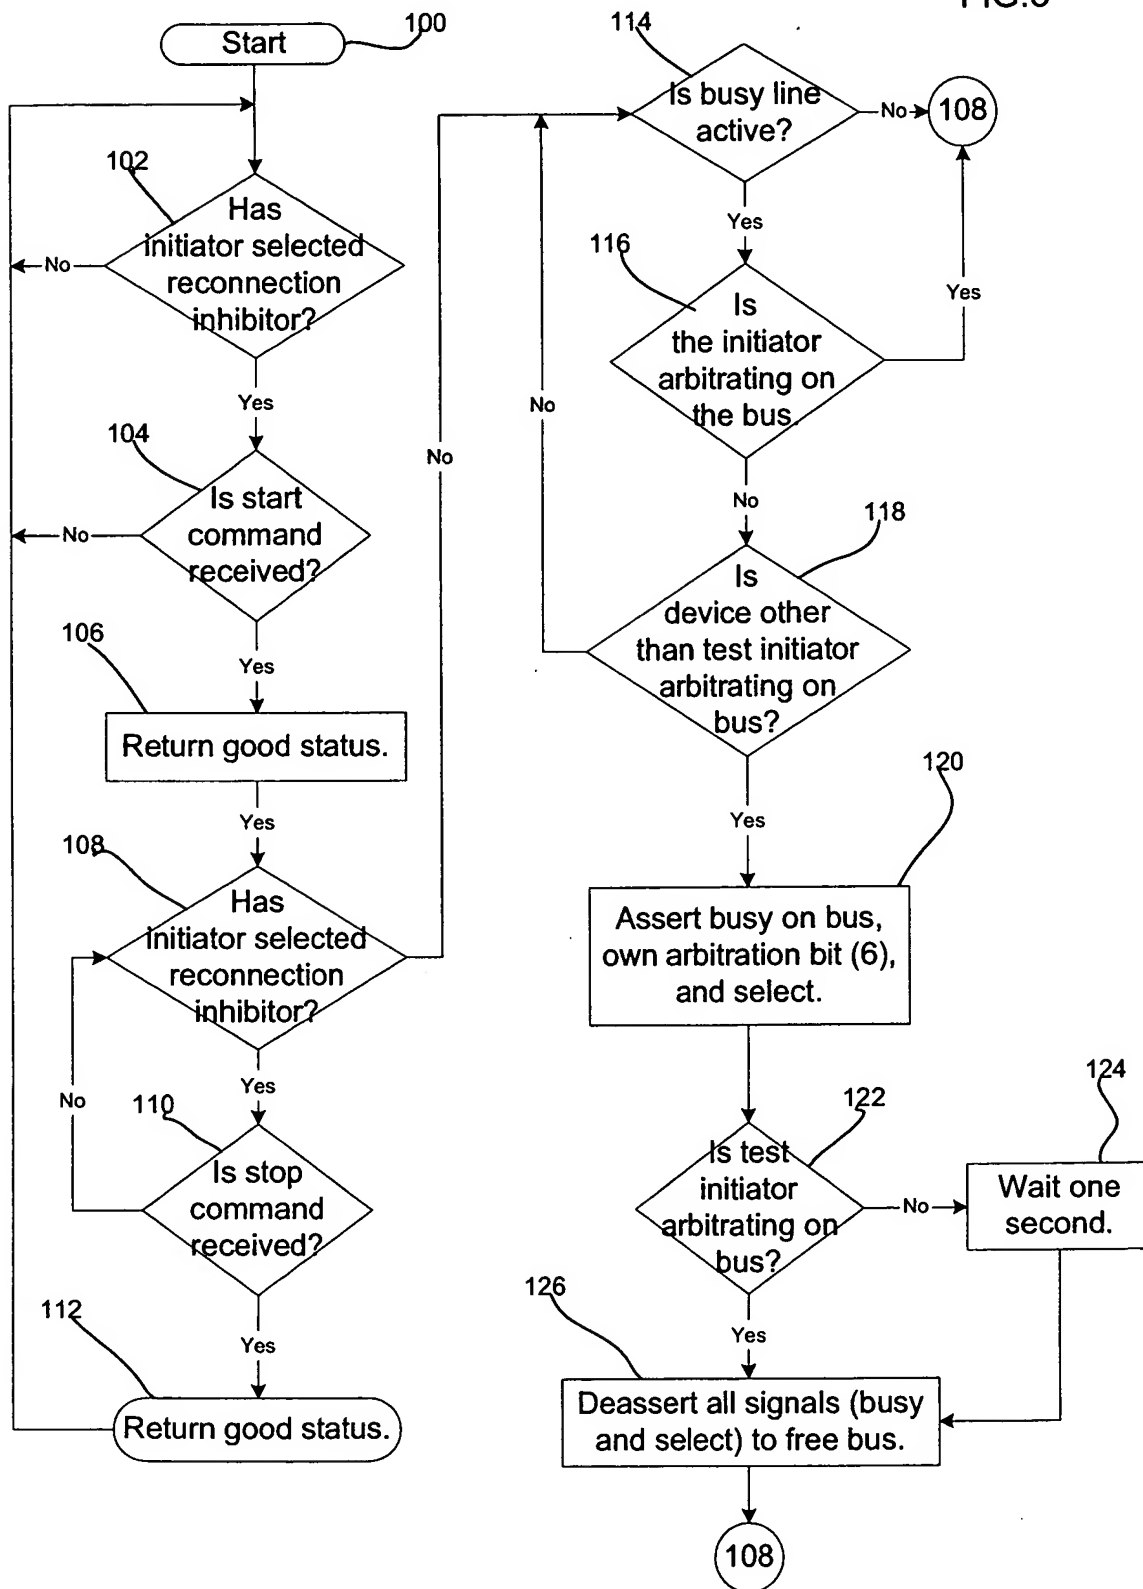 100
Start
102
Has
initiator selected
reconnection
inhibitor?
No
Yes
104
Is start
command
received?
No
Yes
106
Return good status.
Yes
108
Has
initiator selected
reconnection
inhibitor?
No
Yes
No
110
Is stop
command
received?
Yes
112
Return good status.
114
Is busy line
active?
No
108
Yes
116
Is
the initiator
arbitrating on
the bus.
Yes
No
No
118
Is
device other
than test initiator
arbitrating on
bus?
Yes
120
Assert busy on bus,
own arbitration bit (6),
and select.
122
Is test
initiator
arbitrating on
bus?
No
124
Wait one
second.
Yes
126
Deassert all signals (busy
and select) to free bus.
108